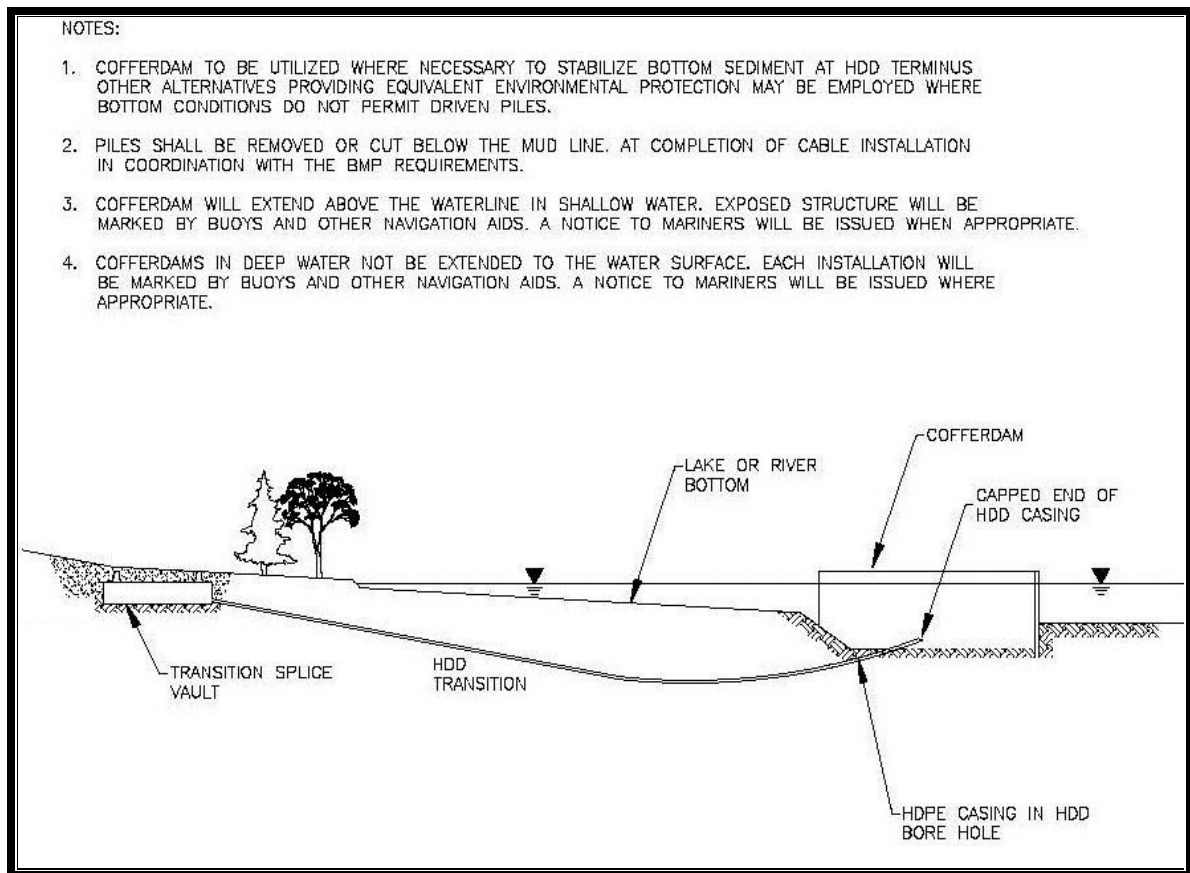 NOTES:
1. COFFERDAM TO BE UTILIZED WHERE NECESSARY TO STABILIZE BOTTOM SEDIMENT AT HDD TERMINUS
OTHER ALTERNATIVES PROVIDING EQUIVALENT ENVIRONMENTAL PROTECTION MAY BE EMPLOYED WHERE
BOTTOM CONDITIONS DO NOT PERMIT DRIVEN PILES.
2. PILES SHALL BE REMOVED OR CUT BELOW THE MUD LINE. AT COMPLETION OF CABLE INSTALLATION
IN COORDINATION WITH THE BMP REQUIREMENTS.
3. COFFERDAM WILL EXTEND ABOVE THE WATERLINE IN SHALLOW WATER. EXPOSED STRUCTURE WILL BE
MARKED BY BUOYS AND OTHER NAVIGATION AIDS. A NOTICE TO MARINERS WILL BE ISSUED WHEN APPROPRIATE.
4. COFFERDAMS IN DEEP WATER NOT BE EXTENDED TO THE WATER SURFACE. EACH INSTALLATION WILL
BE MARKED BY BUOYS AND OTHER NAVIGATION AIDS. A NOTICE TO MARINERS WILL BE ISSUED WHERE
APPROPRIATE.
COFFERDAM
LAKE OR RIVER
BOTTOM
CAPPED END OF
HDD CASING
TRANSITION SPLICE
VAULT
HDD
TRANSITION
HDPE CASING IN HDD
BORE HOLE